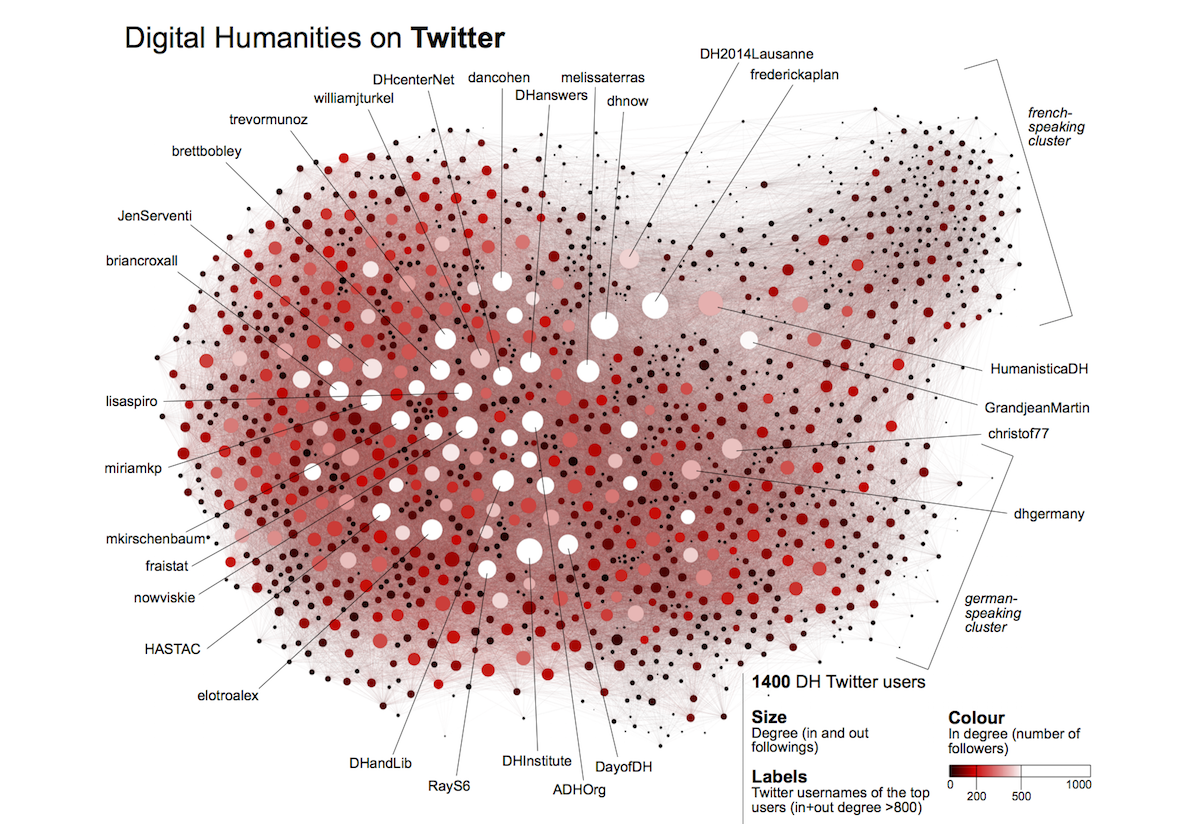 Digital Humanities on Twitter
DH2014Lausanne
frederickaplan
DHcenterNet
dancohen
melissaterras
williamjturkel
DHanswers
dhnow
trevormunoz
brettbobley
JenServenti
briancroxall
lisaspiro
miriamkp
mkirschenbaum
fraistat
nowviskie
HASTAC
elotroalex
DHandLib
RayS6
DHInstitute
ADHOrg
DayofDH
french-
speaking
cluster
HumanisticaDH
GrandjeanMartin
christof77
dhgermany
german-
speaking
cluster
1400 DH Twitter users
Size
Degree (in and out
followings)
Labels
Twitter usernames of the top
users (in+out degree >800)
Colour
In degree (number of
followers)
0 200 500 1000